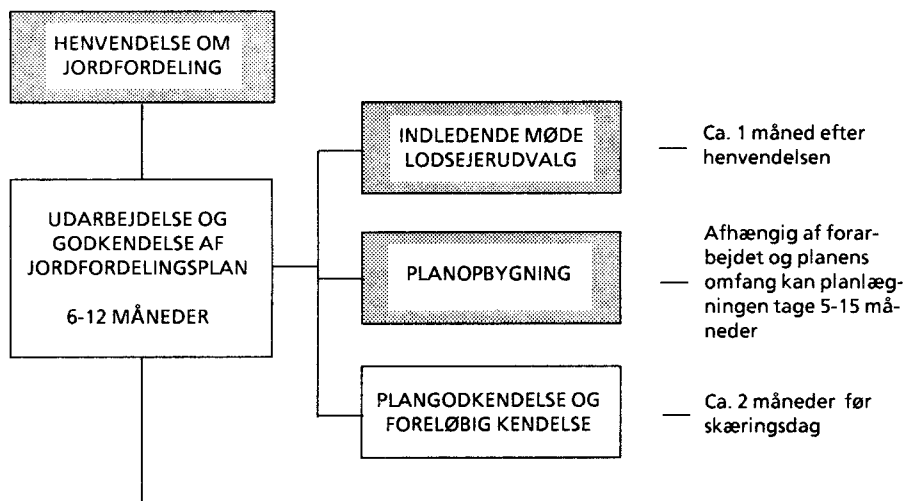 HENVENDELSE OM
JORDFORDELING
INDLEDENDE MØDE
LODSEJERUDVALG
Ca. 1 måned efter
henvendelsen
UDARBEJDELSE OG
GODKENDELSE AF
JORDFORDELINGSPLAN
6-12 MÅNEDER
PLANOPBYGNING
Afhængig af forar-
bejdet og planens
omfang kan planlæg-
ningen tage 5-15 må-
neder
PLANGODKENDELSE OG
FORELØBIG KENDELSE
Ca. 2 måneder før
skæringsdag